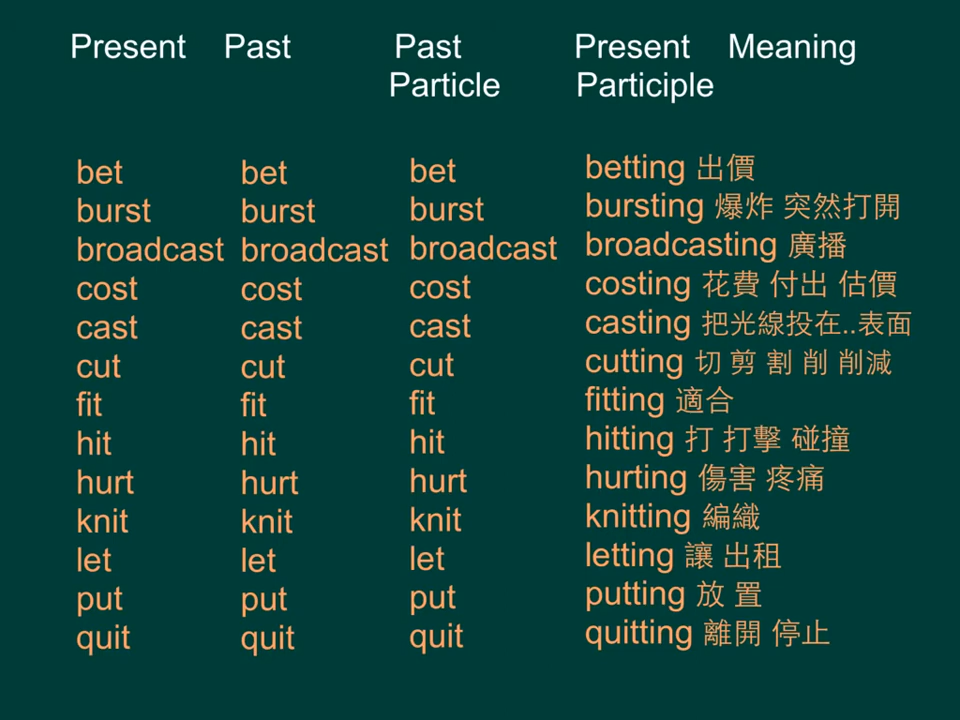 Present Past Past Present Meaning
Particle Participle
bet bet bet betting 出價
burst burst burst bursting 爆炸 突然打開
broadcast broadcast broadcast broadcasting 廣播
cost cost cost costing 花費 付出 估價
cast cast cast casting 把光線投在..表面
cut cut cut cutting 切 剪 割 削 削減
fit fit fit fitting 適合
hit hit hit hitting 打 打擊 碰撞
hurt hurt hurt hurting 傷害 疼痛
knit knit knit knitting 編織
let let let letting 讓 出租
put put put putting 放 置
quit quit quit quitting 離開 停止